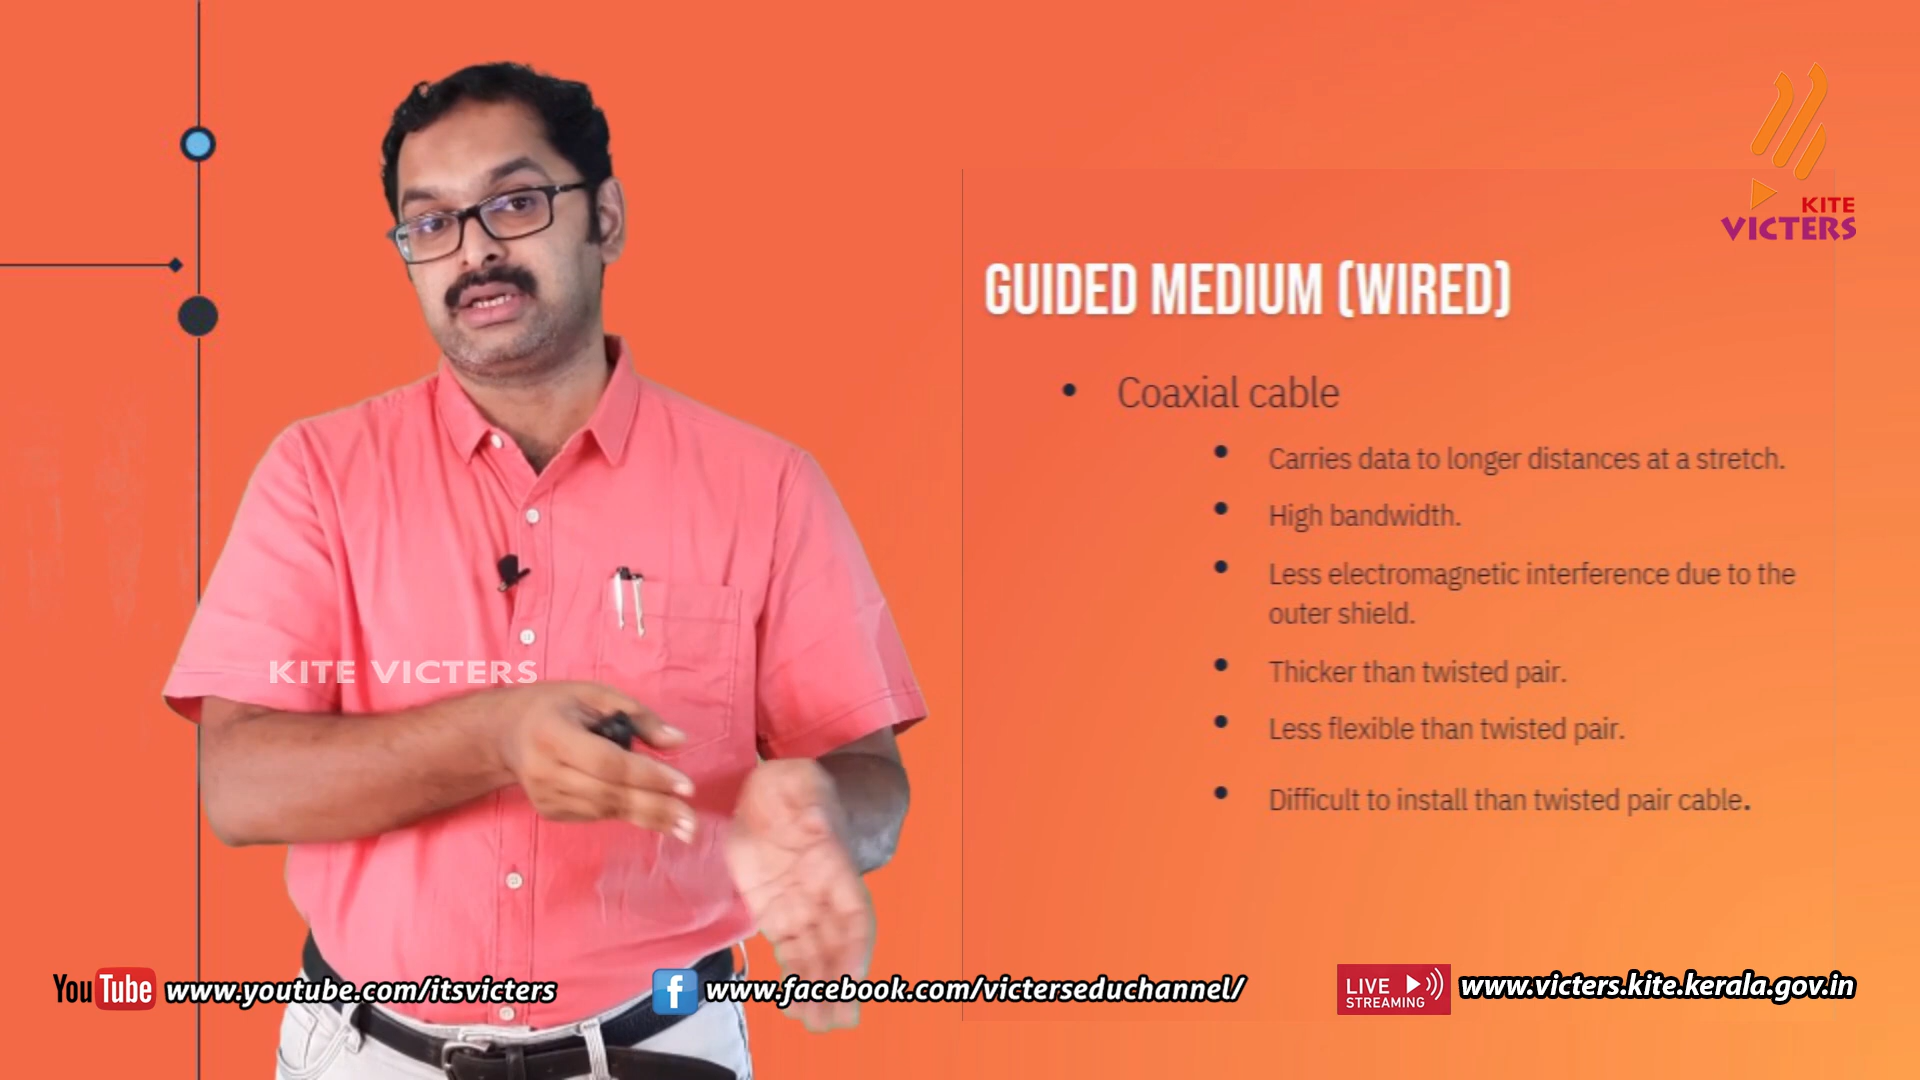 KITE
VICTERS
GUIDED MEDIUM (WIRED)
• Coaxial cable
• Carries data to longer distances at a stretch.
• High bandwidth.
• Less electromagnetic interference due to the
outer shield.
• Thicker than twisted pair.
• Less flexible than twisted pair.
• Difficult to install than twisted pair cable.
KITE VICTERS
YouTube www.youtube.com/itsvicters
f www.facebook.com/victerseduchannel/
LIVE
STREAMING
www.victers.kite.kerala.gov.in